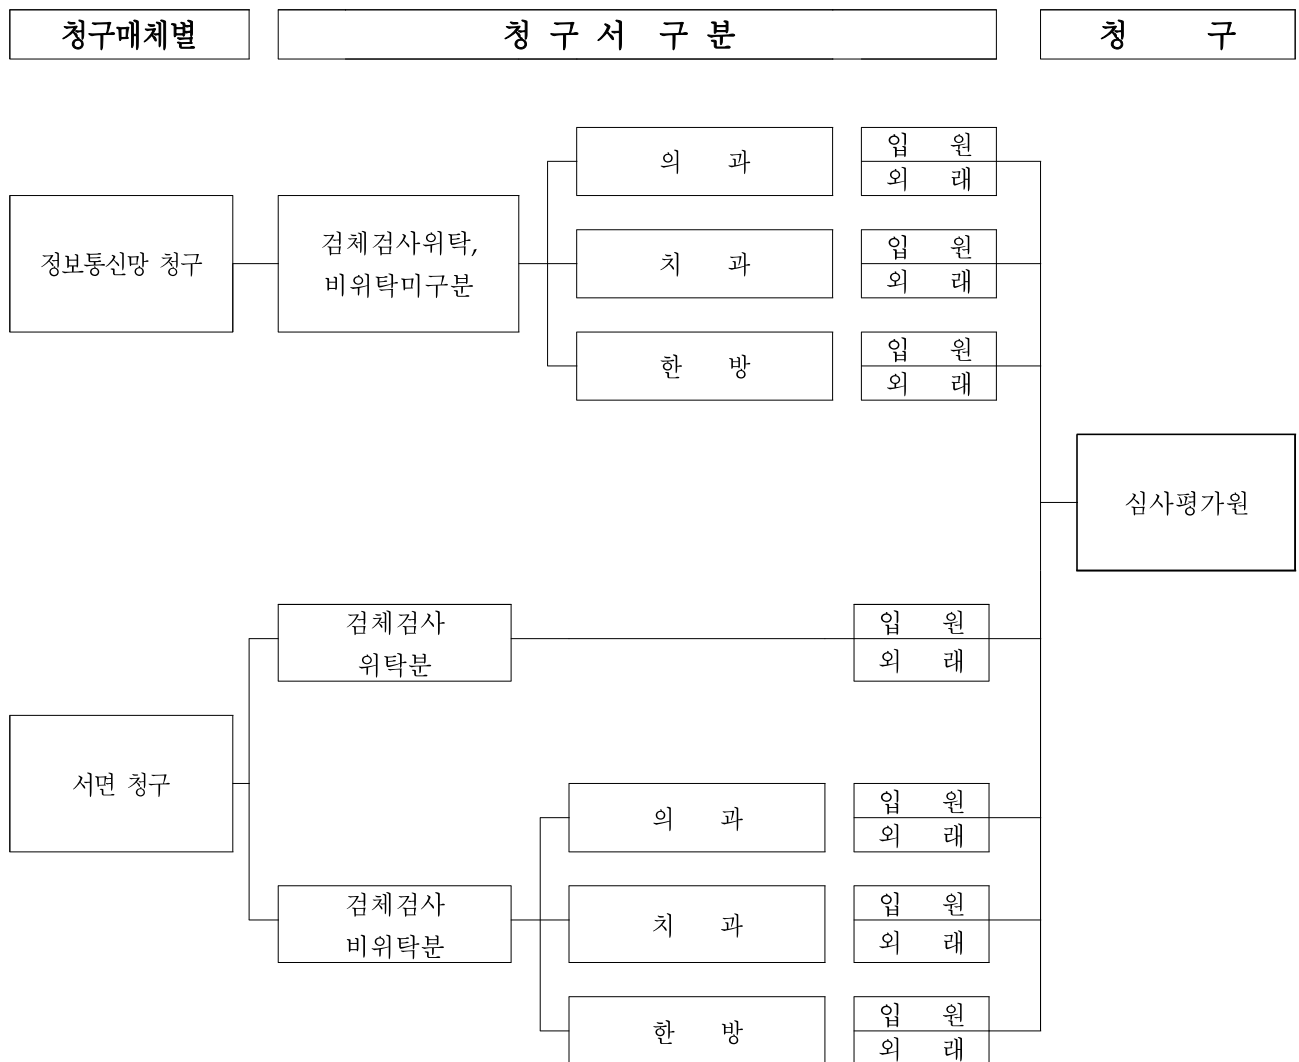 청구매체별 청 구 서 구 분 청 구
의 과 입 원
외 래
정보통신망 청구 검체검사위탁,
비위탁미구분 치 과 입 원
외 래
한 방 입 원
외 래
심사평가원
서면 청구 검체검사
위탁분 입 원
외 래
검체검사
비위탁분 의 과 입 원
외 래
치 과 입 원
외 래
한 방 입 원
외 래